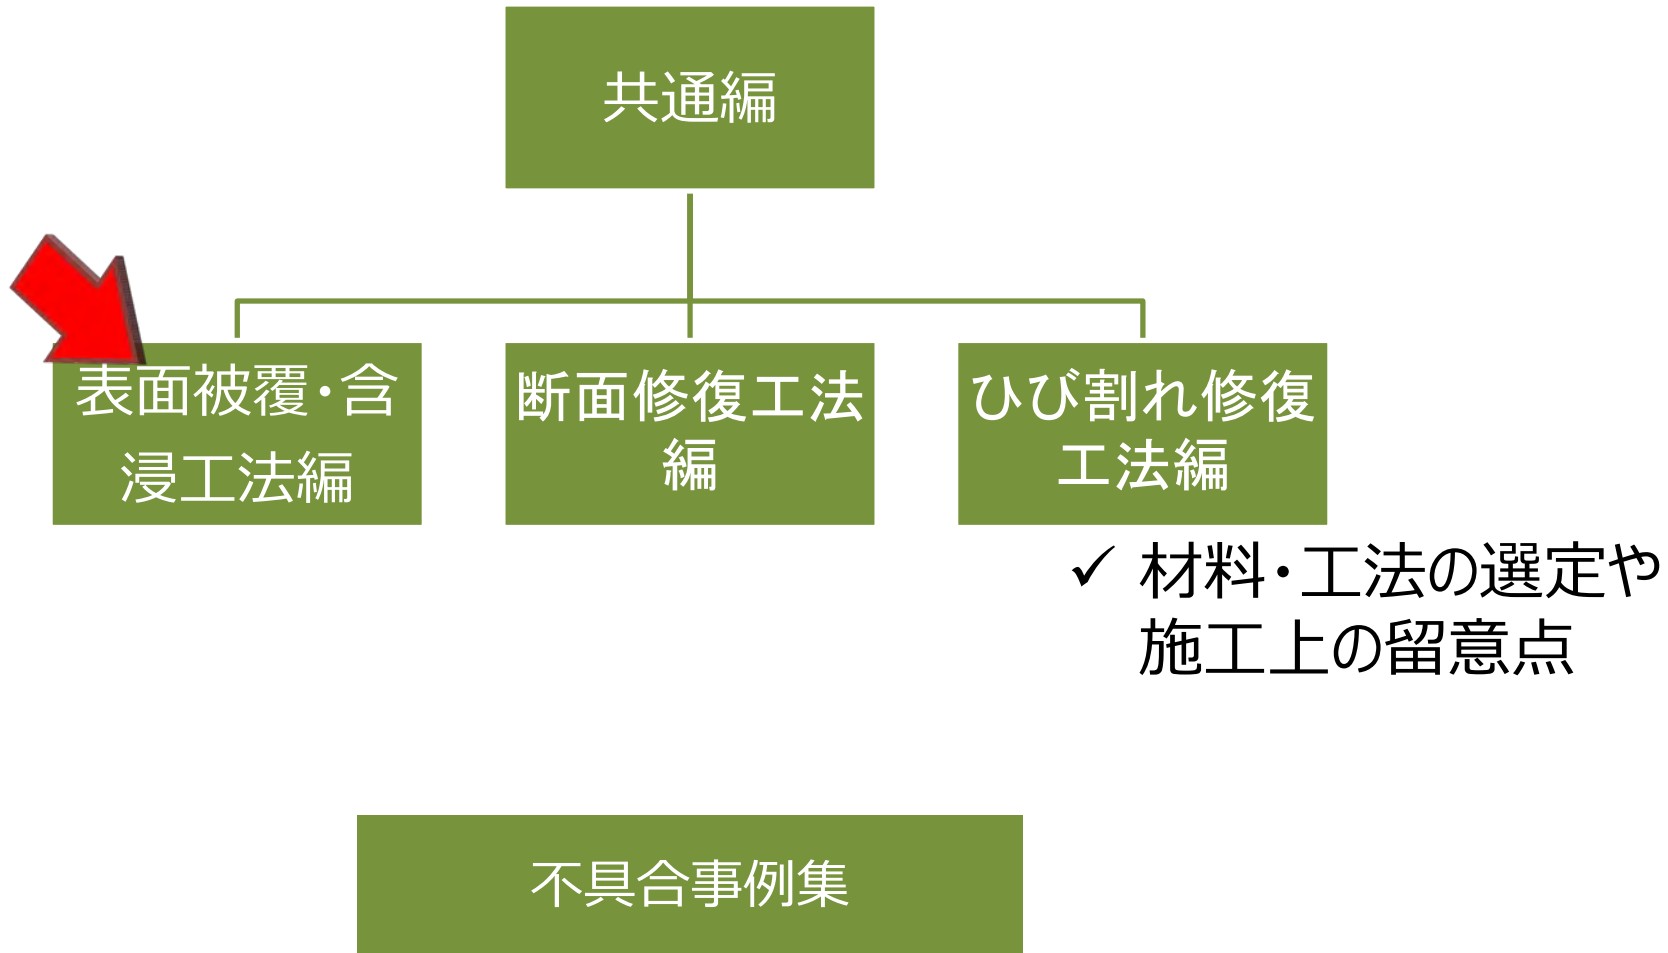 共通編
表面被覆・含
浸工法編
断面修復工法
編
ひび割れ修復
工法編
✓ 材料・工法の選定や
施工上の留意点
不具合事例集